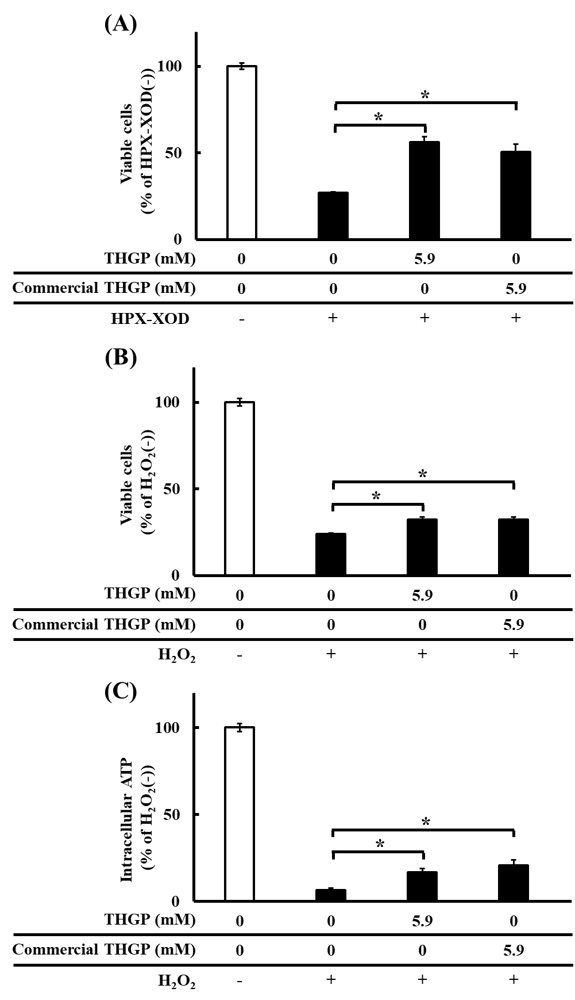 (A)
Viable cells
(% of HPX-XOD(-))
100
50
0
*
*
THGP (mM) 0 0 5.9 0
Commercial THGP (mM) 0 0 0 5.9
HPX-XOD - + + +
(B)
Viable cells
(% of H₂O₂(-))
100
50
0
*
*
THGP (mM) 0 0 5.9 0
Commercial THGP (mM) 0 0 0 5.9
H₂O₂ - + + +
(C)
Intracellular ATP
(% of H₂O₂(-))
100
50
0
*
*
THGP (mM) 0 0 5.9 0
Commercial THGP (mM) 0 0 0 5.9
H₂O₂ - + + +